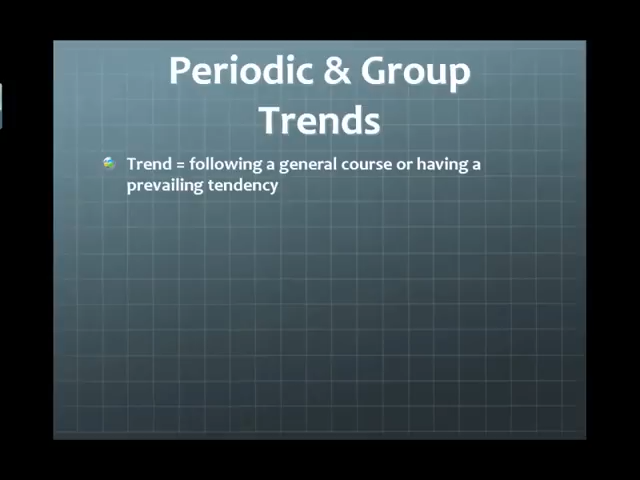 Periodic & Group
Trends
Trend = following a general course or having a
prevailing tendency